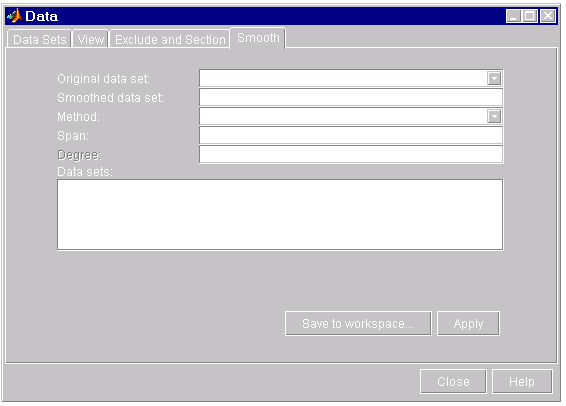 Data
Data Sets View Exclude and Section Smooth
Original data set:
Smoothed data set:
Method:
Span:
Degree:
Data sets:
Save to workspace... Apply
Close Help